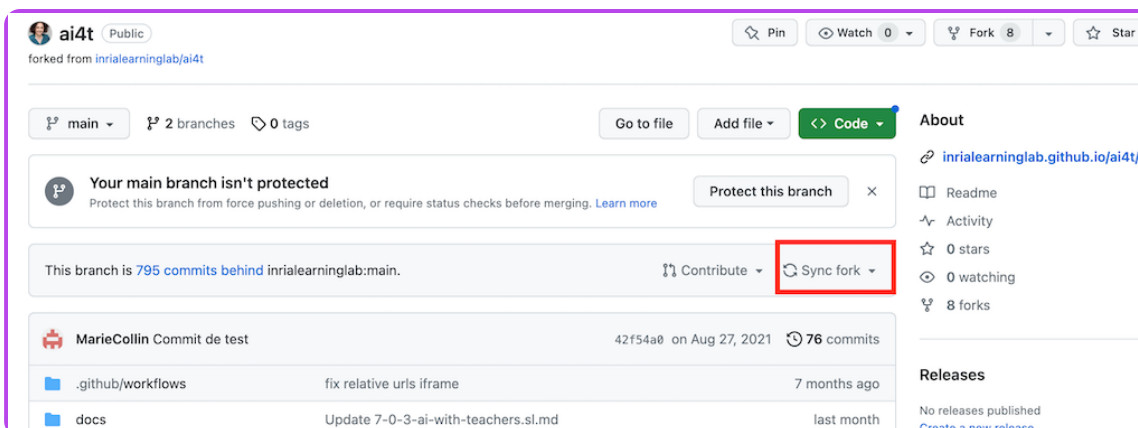 ai4t Public
Pin
Watch 0
Fork 8
Star
forked from inrialearninglab/ai4t
main
2 branches
0 tags
Go to file
Add file
<> Code
Your main branch isn't protected
Protect this branch from force pushing or deletion, or require status checks before merging. Learn more
Protect this branch
This branch is 795 commits behind inrialearninglab:main.
Contribute
Sync fork
MarieCollin Commit de test
42f54a0 on Aug 27, 2021
76 commits
.github/workflows
fix relative urls iframe
7 months ago
docs
Update 7-0-3-ai-with-teachers.sl.md
last month
About
inrialearninglab.github.io/ai4t/
Readme
Activity
0 stars
0 watching
8 forks
Releases
No releases published
Create a new release